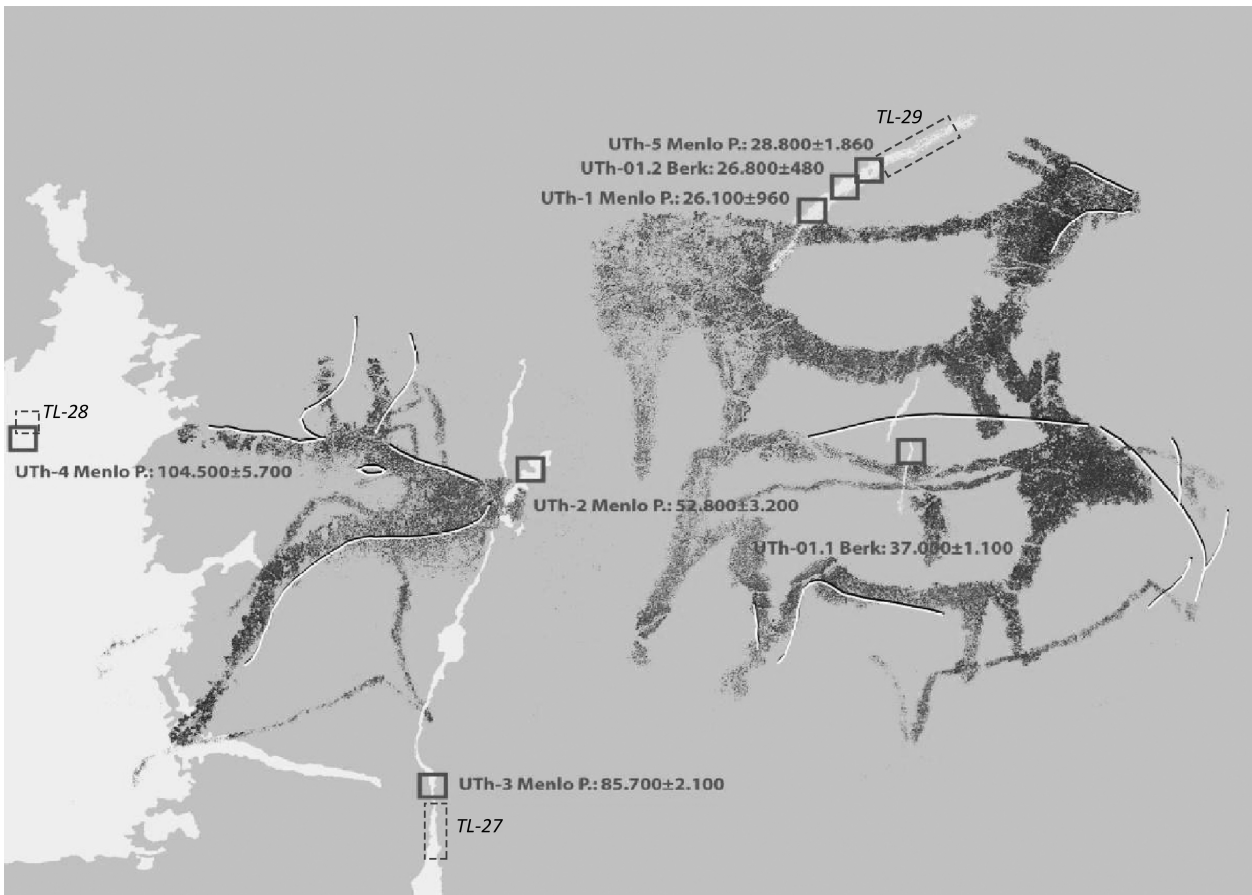 TL-29
UTh-5 Menlo P.: 28.800±1.860
UTh-01.2 Berk: 26.800±480
UTh-1 Menlo P.: 26.100±960
TL-28
UTh-4 Menlo P.: 104.500±5.700
UTh-2 Menlo P.: 52.800±3.200
UTh-01.1 Berk: 37.000±1.100
UTh-3 Menlo P.: 85.700±2.100
TL-27